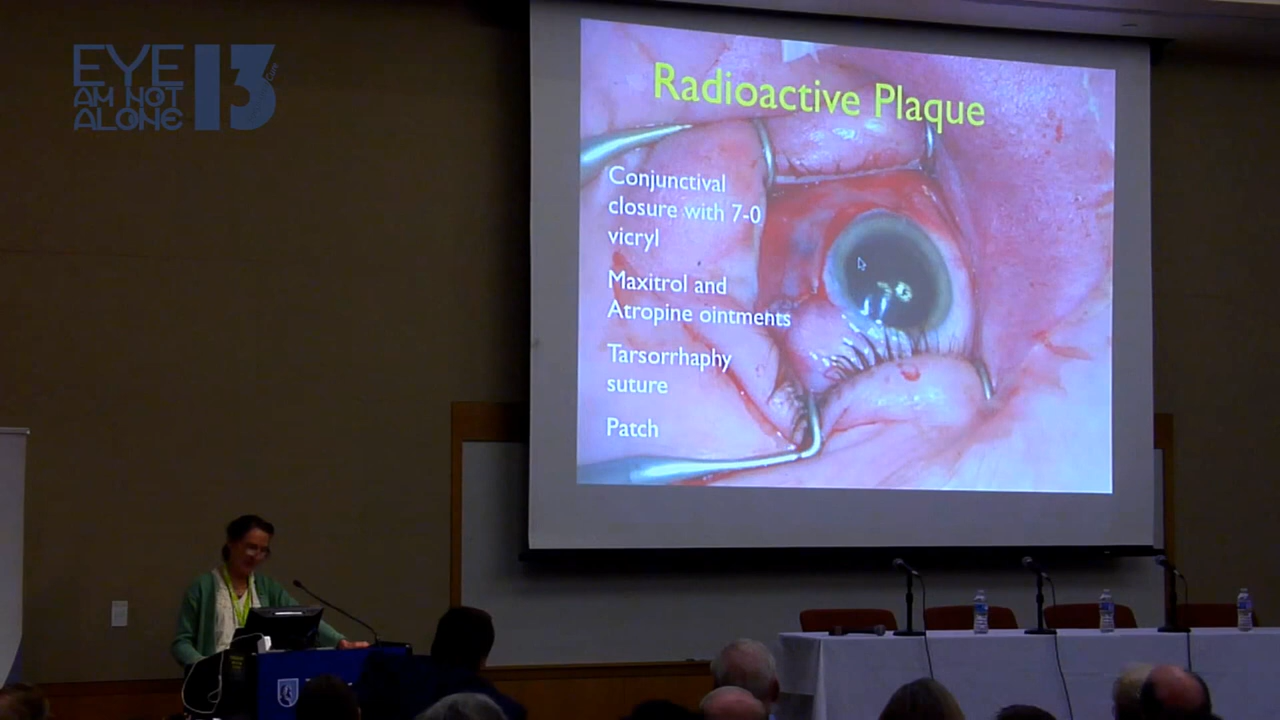 EYE
AM NOT
ALONE
13
Radioactive Plaque
Conjunctival
closure with 7-0
vicryl
Maxitrol and
Atropine ointments
Tarsorrhaphy
suture
Patch